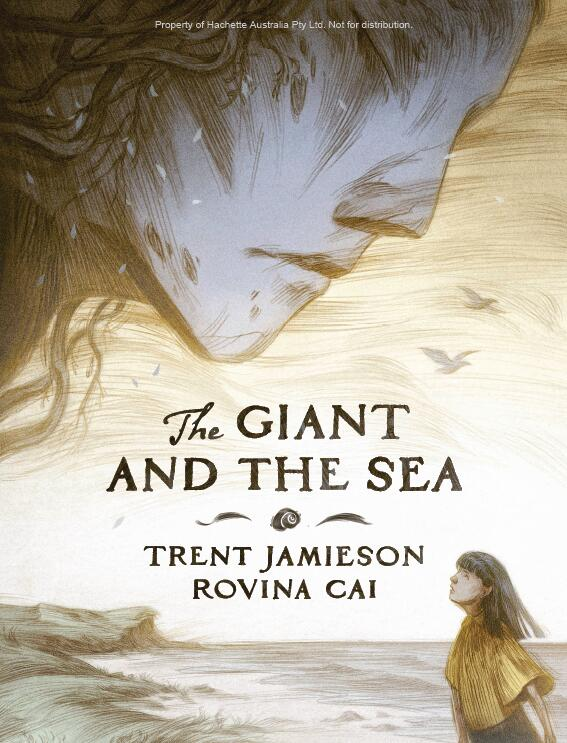 Property of Hachette Australia Pty Ltd. Not for distribution.
The GIANT
AND THE SEA
TRENT JAMIESON
ROVINA CAI